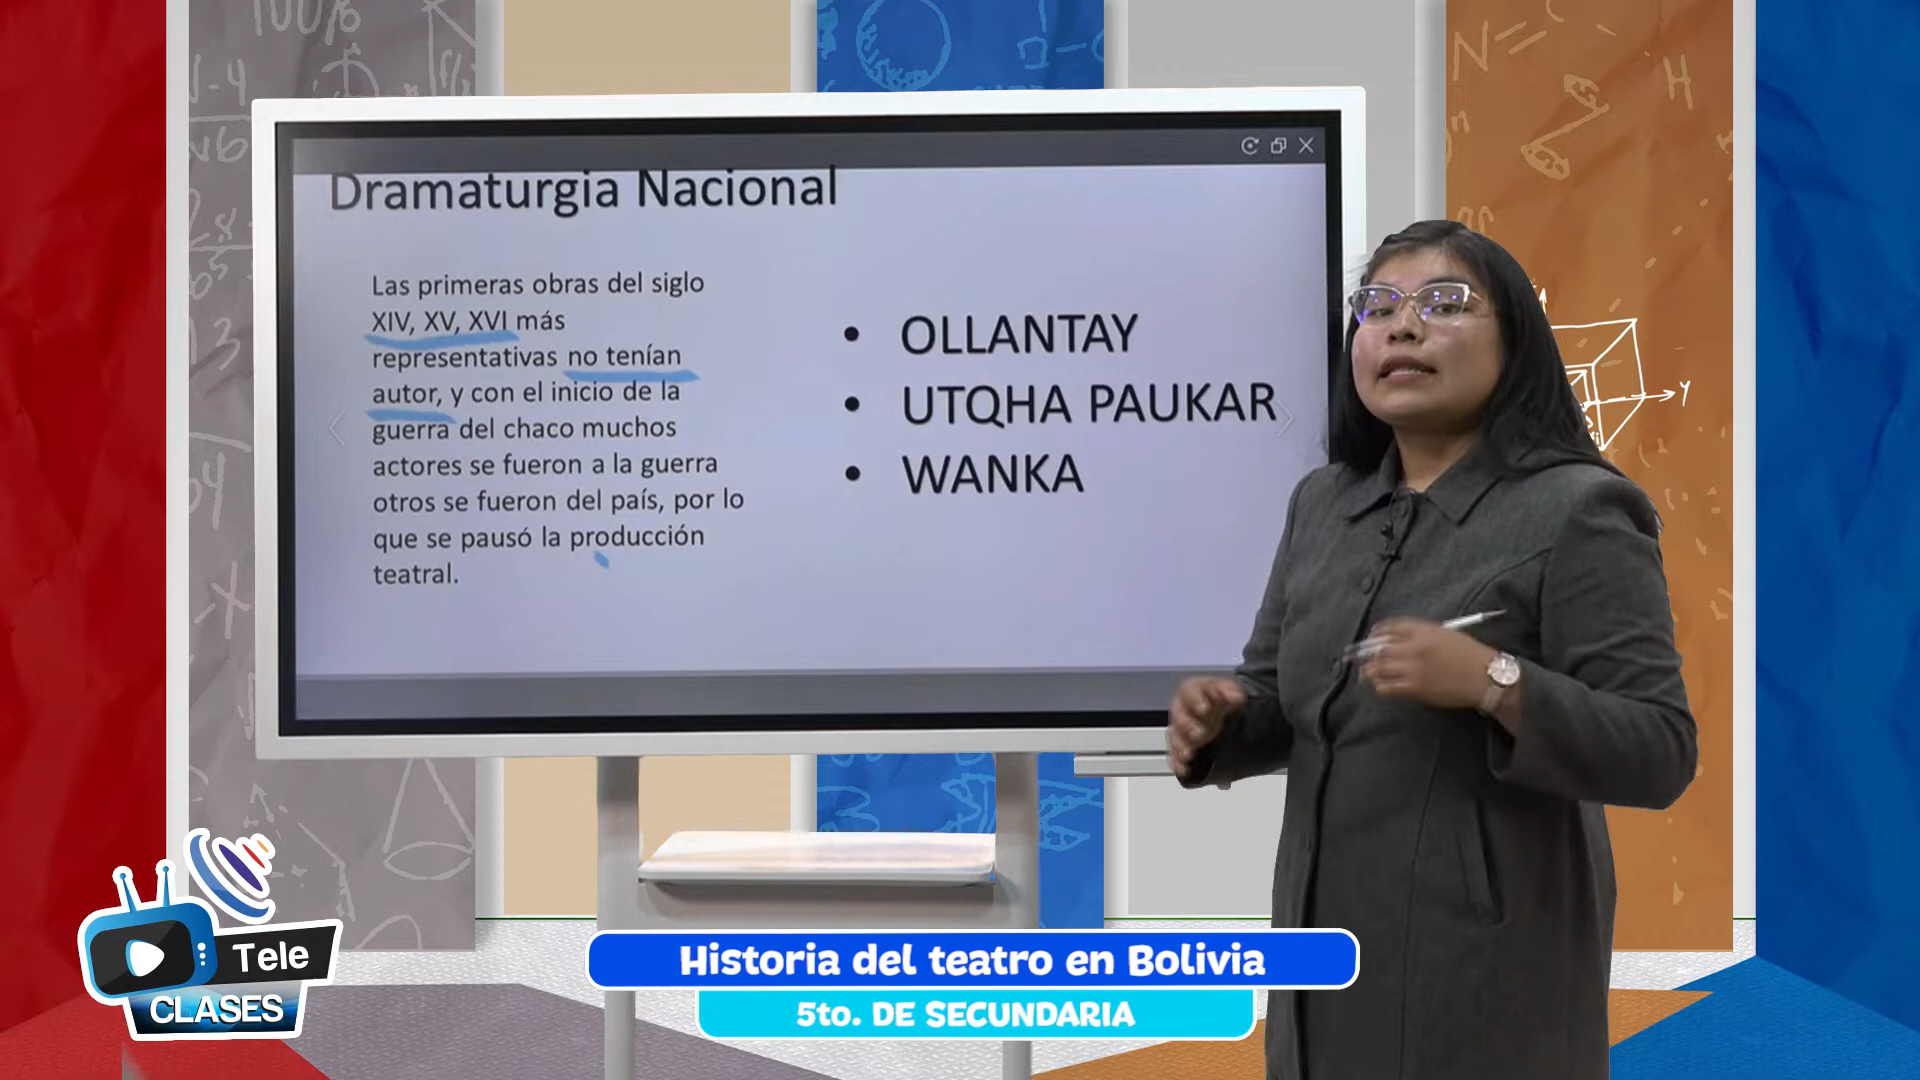 Dramaturgia Nacional
Las primeras obras del siglo
XIV, XV, XVI más
representativas no tenían
autor, y con el inicio de la
guerra del chaco muchos
actores se fueron a la guerra
otros se fueron del país, por lo
que se pausó la producción
teatral.
• OLLANTAY
• UTQHA PAUKAR
• WANKA
Tele
CLASES
Historia del teatro en Bolivia
5to. DE SECUNDARIA